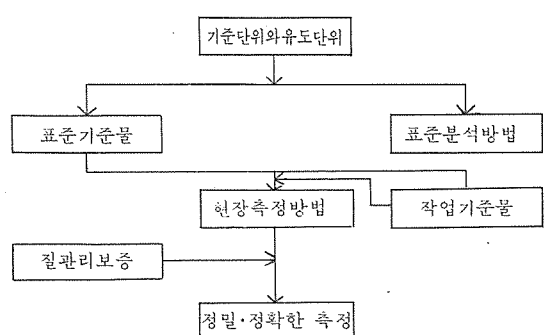 기준단위와유도단위
표준기준물
표준분석방법
현장측정방법
작업기준물
질관리보증
정밀·정확한 측정